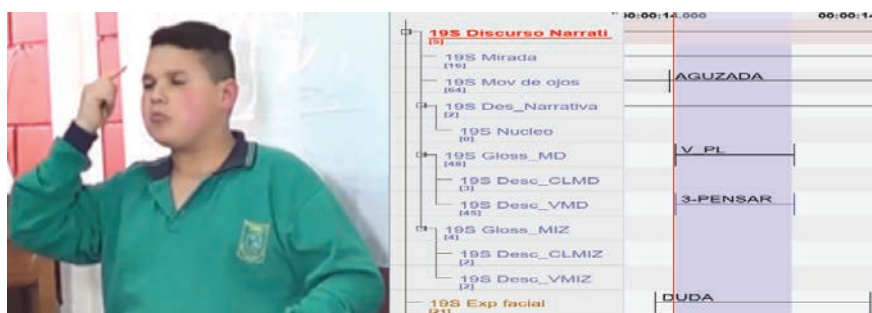 00:00:14.000 00:00:14
19S Discurso Narrati
[5]
19S Mirada
[19]
19S Mov de ojos
[64]
AGUZADA
19S Des_Narrativa
[2]
19S Nucleo
[0]
19S Gloss_MD
[48]
V_PL
19S Desc_CLMD
[3]
19S Desc_VMD
[45]
3-PENSAR
19S Gloss_MIZ
[4]
19S Desc_CLMIZ
[2]
19S Desc_VMIZ
[2]
19S Exp facial
[21]
DUDA